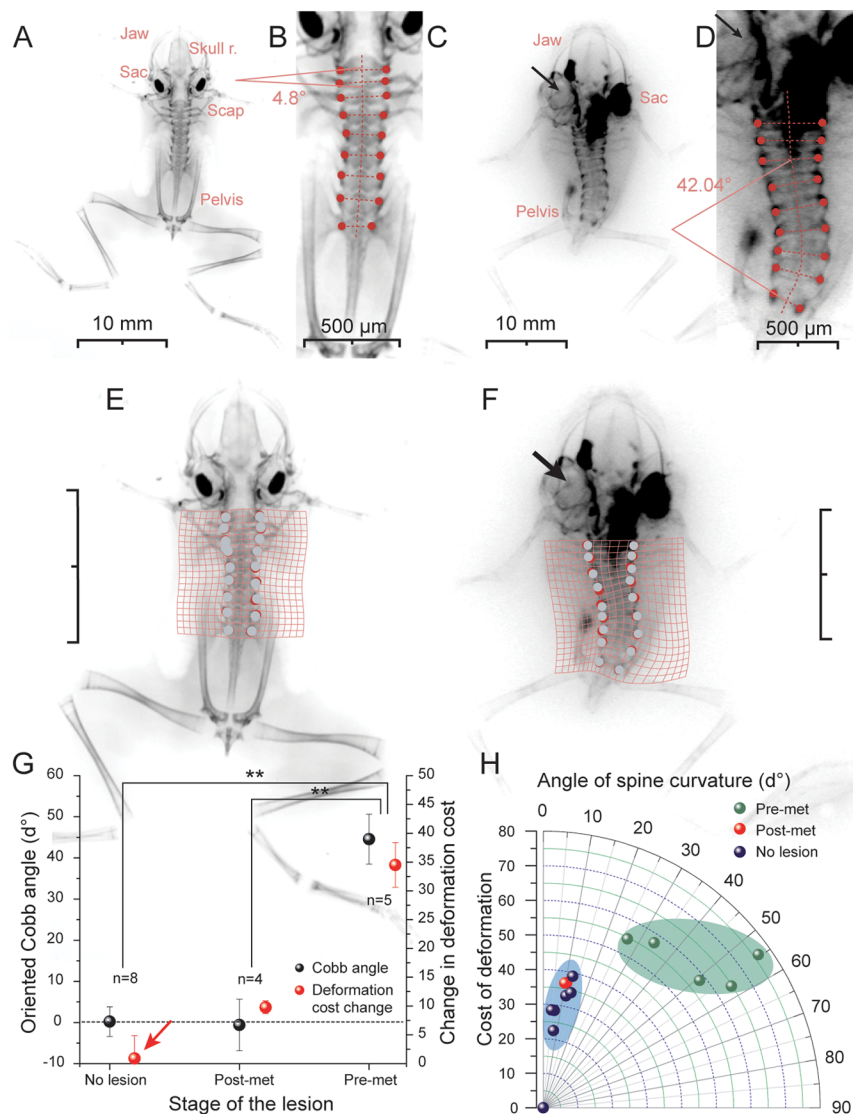 A
Jaw
Skull r.
Sac
Scap
Pelvis
10 mm
B
4.8°
500 µm
C
Jaw
Sac
Pelvis
10 mm
D
42.04°
500 µm
E
F
G
60
50
40
30
20
10
0
-10
Oriented Cobb angle (d°)
50
45
40
35
30
25
20
15
10
5
0
Change in deformation cost
**
**
n=8
n=4
n=5
Cobb angle
Deformation
cost change
No lesion
Post-met
Pre-met
Stage of the lesion
H
Angle of spine curvature (d°)
0
10
20
30
40
50
60
70
80
90
Pre-met
Post-met
No lesion
80
70
60
50
40
30
20
10
0
Cost of deformation